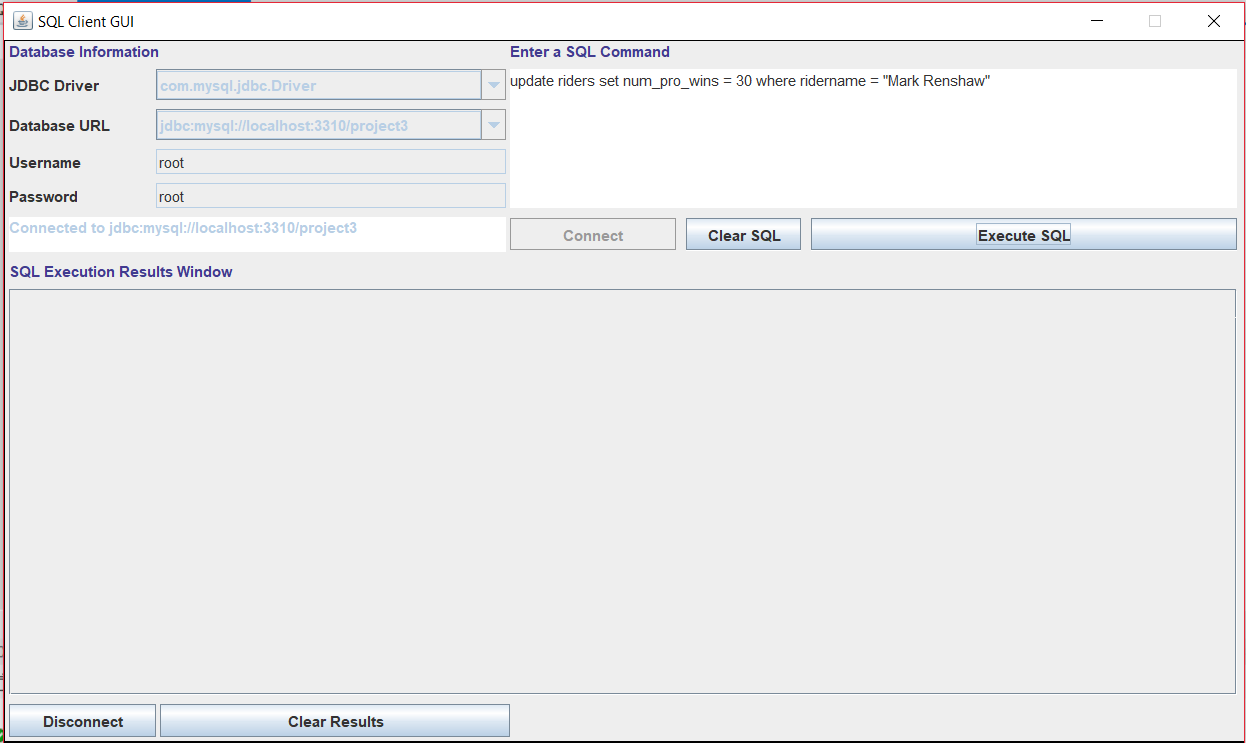 SQL Client GUI
Database Information
JDBC Driver
com.mysql.jdbc.Driver
Database URL
jdbc:mysql://localhost:3310/project3
Username
root
Password
root
Connected to jdbc:mysql://localhost:3310/project3
Enter a SQL Command
update riders set num_pro_wins = 30 where ridername = "Mark Renshaw"
Connect
Clear SQL
Execute SQL
SQL Execution Results Window
Disconnect
Clear Results